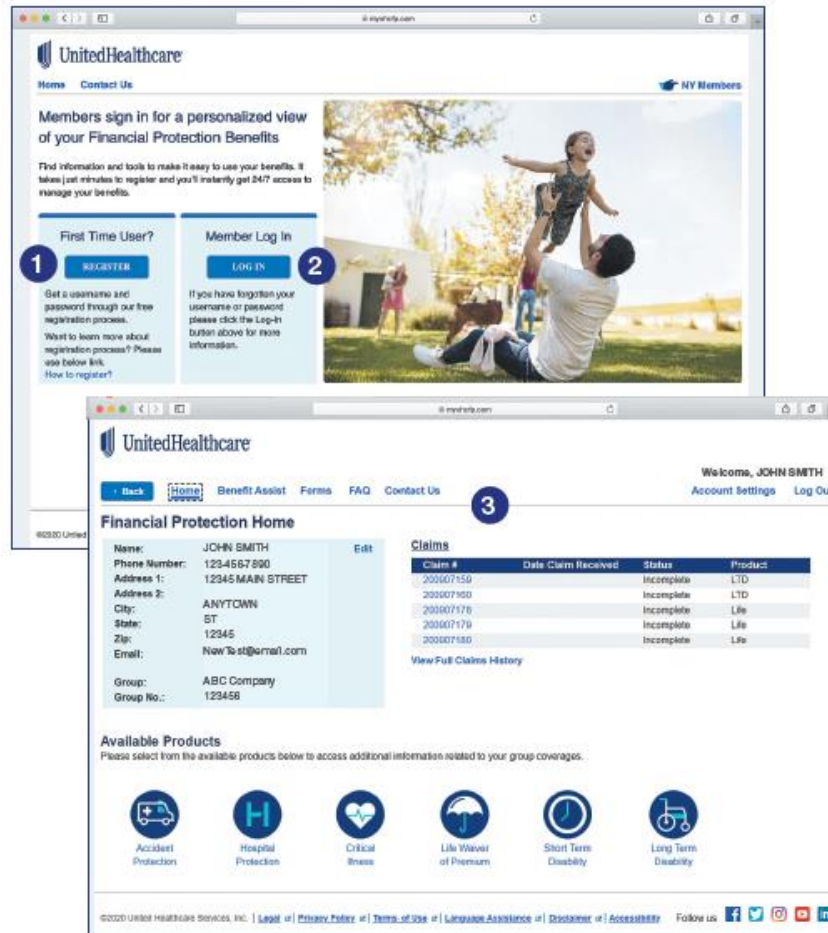 myuhcfp.com
UnitedHealthcare
Home Contact Us
NY Members
Members sign in for a personalized view
of your Financial Protection Benefits
Find information and tools to make it easy to use your benefits. It
takes just minutes to register and you'll instantly get 24/7 access to
manage your benefits.
1
First Time User?
REGISTER
Get a username and
password through our free
registration process.
Want to learn more about
registration process? Please
use below link.
How to register?
Member Log In
LOG IN
2
If you have forgotten your
username or password
please click the Log-In
button above for more
information.
©2020 United
myuhcfp.com
UnitedHealthcare
Welcome, JOHN SMITH
Back Home Benefit Assist Forms FAQ Contact Us
3
Account Settings Log Ou
Financial Protection Home
Name: JOHN SMITH Edit
Phone Number: 123-456-7890
Address 1: 12345 MAIN STREET
Address 2:
City: ANYTOWN
State: ST
Zip: 12345
Email: NewTest@email.com
Group: ABC Company
Group No.: 123456
Claims
Claim # Date Claim Received Status Product
200907159 Incomplete LTD
200907160 Incomplete LTD
200907178 Incomplete Life
200907179 Incomplete Life
200907180 Incomplete Life
View Full Claims History
Available Products
Please select from the available products below to access additional information related to your group coverages.
H
Accident
Protection
Hospital
Protection
Critical
Illness
Life Waiver
of Premium
Short Term
Disability
Long Term
Disability
©2020 United Healthcare Services, Inc. | Legal | Privacy Policy | Terms of Use | Language Assistance | Disclaimer | Accessibility Follow us